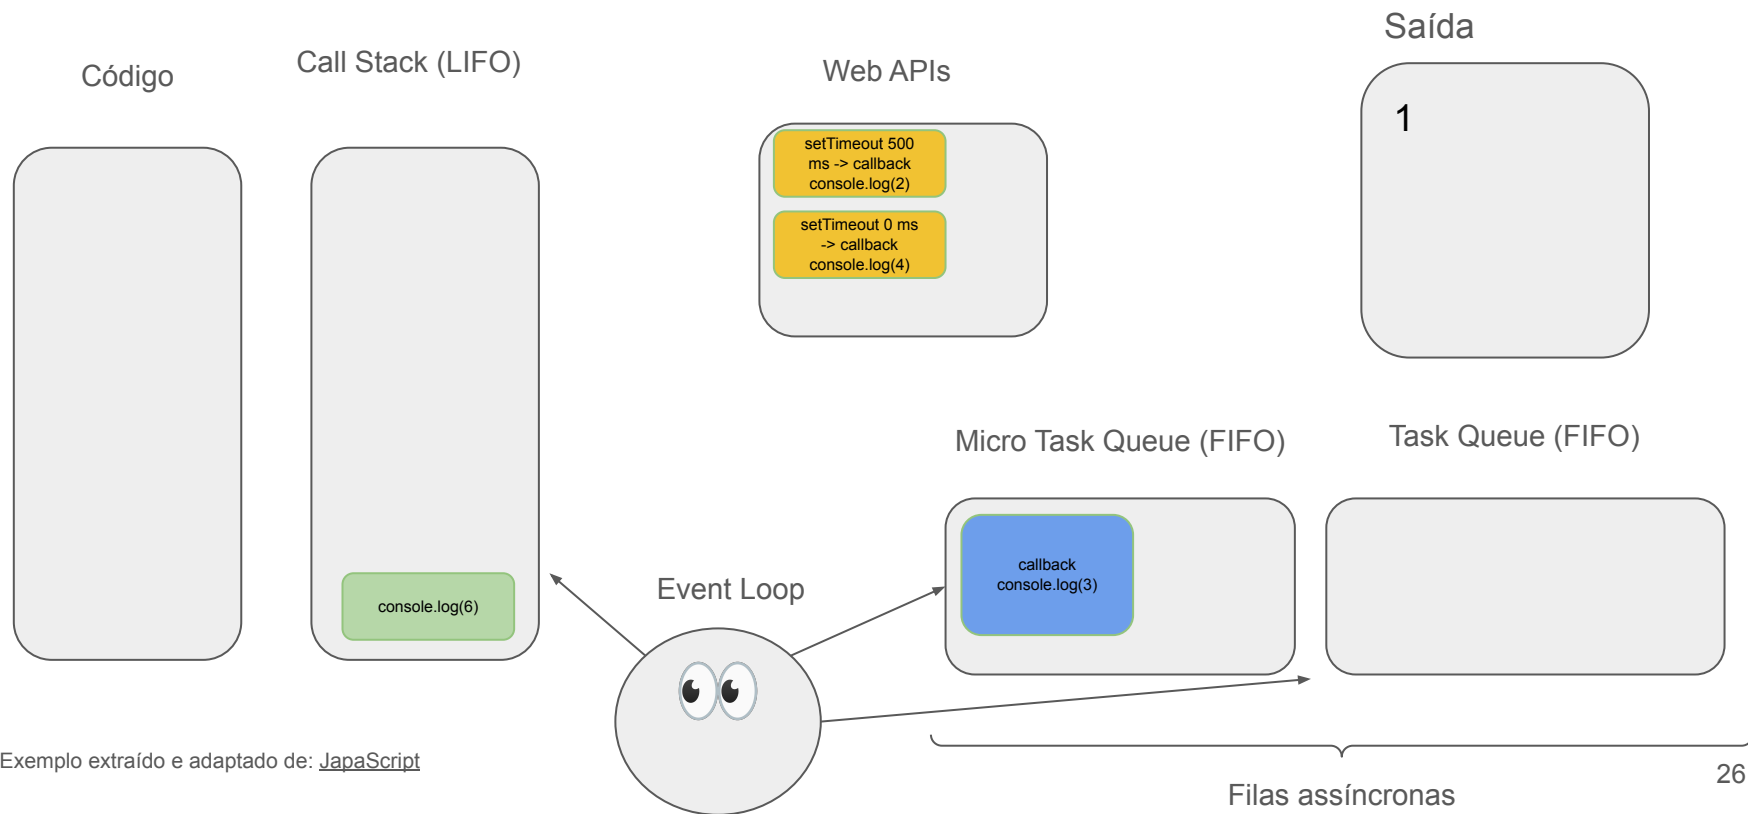 Código
Call Stack (LIFO)
Web APIs
Saída
setTimeout 500
ms -> callback
console.log(2)
setTimeout 0 ms
-> callback
console.log(4)
1
Micro Task Queue (FIFO)
Task Queue (FIFO)
callback
console.log(3)
console.log(6)
Event Loop
Exemplo extraído e adaptado de: JapaScript
Filas assíncronas
26